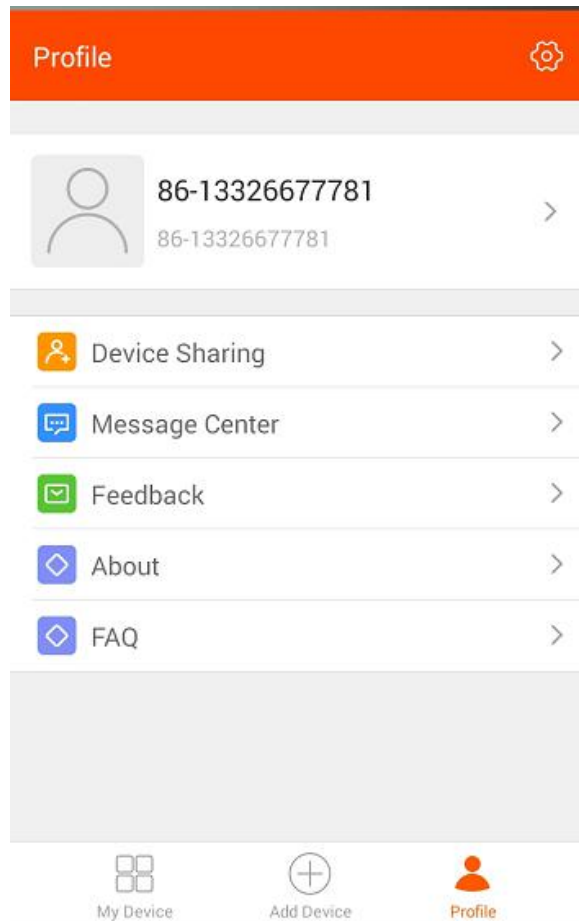 Profile
86-13326677781
86-13326677781
Device Sharing
Message Center
Feedback
About
FAQ
My Device
Add Device
Profile